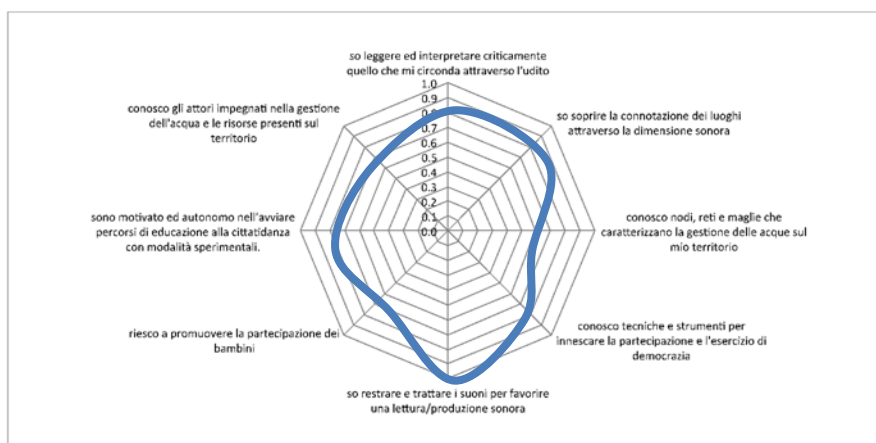 so leggere ed interpretare criticamente
quello che mi circonda attraverso l'udito
1.0
0.9
0.8
0.7
0.6
0.5
0.4
0.3
0.2
0.1
0.0
so soprire la connotazione dei luoghi
attraverso la dimensione sonora
conosco nodi, reti e maglie che
caratterizzano la gestione delle acque sul
mio territorio
conosco tecniche e strumenti per
innescare la partecipazione e l'esercizio di
democrazia
so restrare e trattare i suoni per favorire
una lettura/produzione sonora
riesco a promuovere la partecipazione dei
bambini
sono motivato ed autonomo nell'avviare
percorsi di educazione alla cittatidanza
con modalità sperimentali.
conosco gli attori impegnati nella gestione
dell'acqua e le risorse presenti sul
territorio